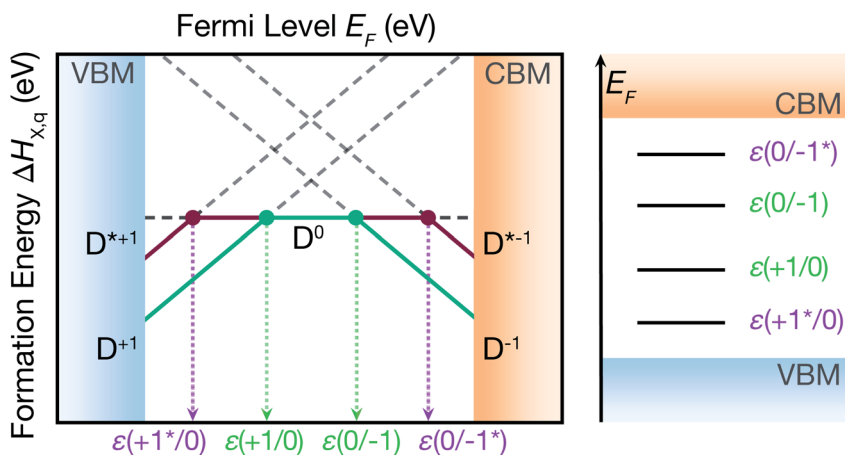 Fermi Level E_F (eV)
Formation Energy ΔH_X,q (eV)
VBM
CBM
D*+1
D0
D*-1
D+1
D-1
ε(+1*/0)
ε(+1/0)
ε(0/-1)
ε(0/-1*)
E_F
CBM
ε(0/-1*)
ε(0/-1)
ε(+1/0)
ε(+1*/0)
VBM